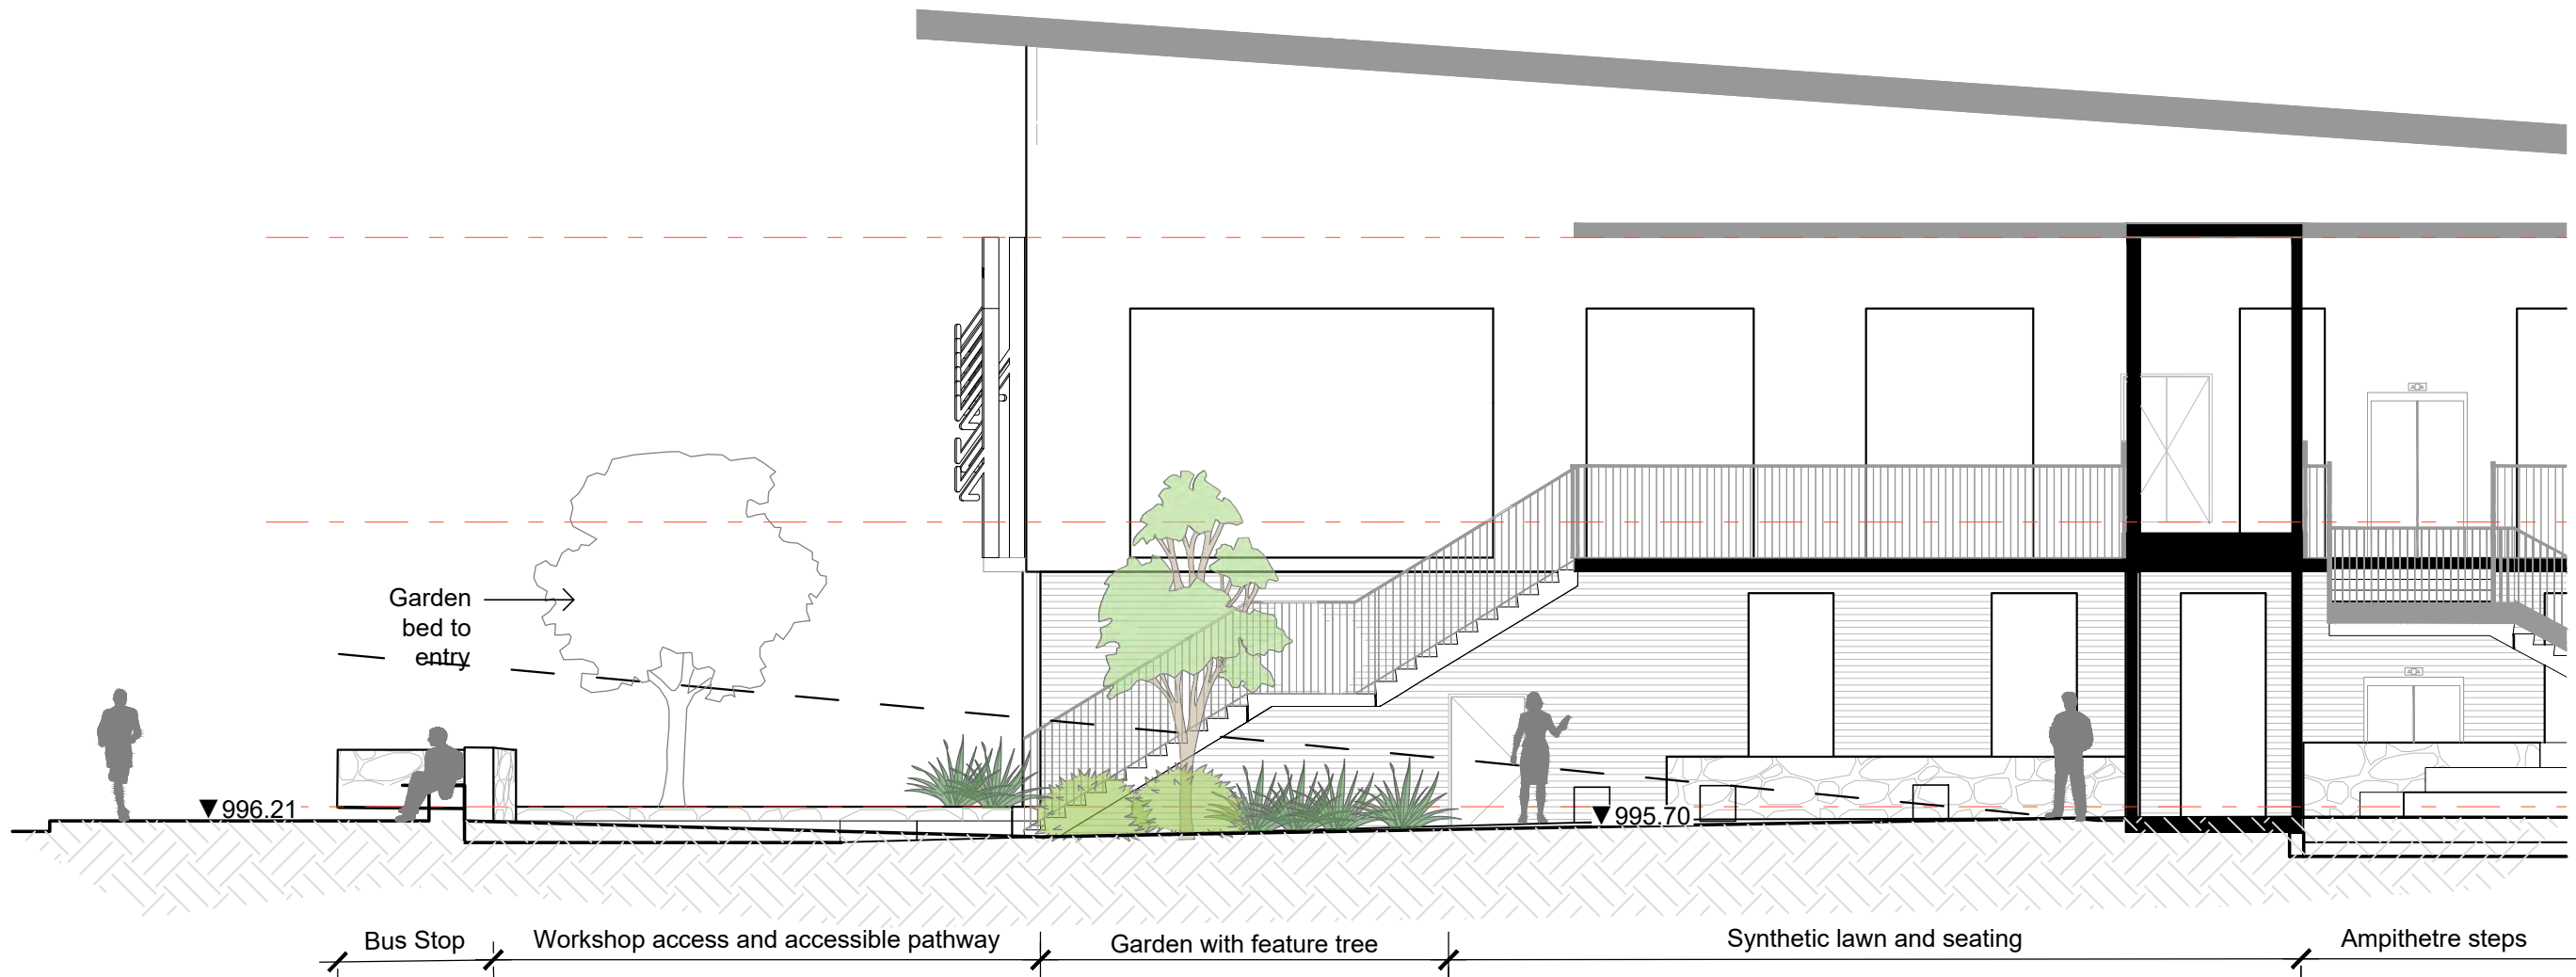 Garden
bed to
entry
▼996.21
▼995.70
Bus Stop
Workshop access and accessible pathway
Garden with feature tree
Synthetic lawn and seating
Ampithetre steps